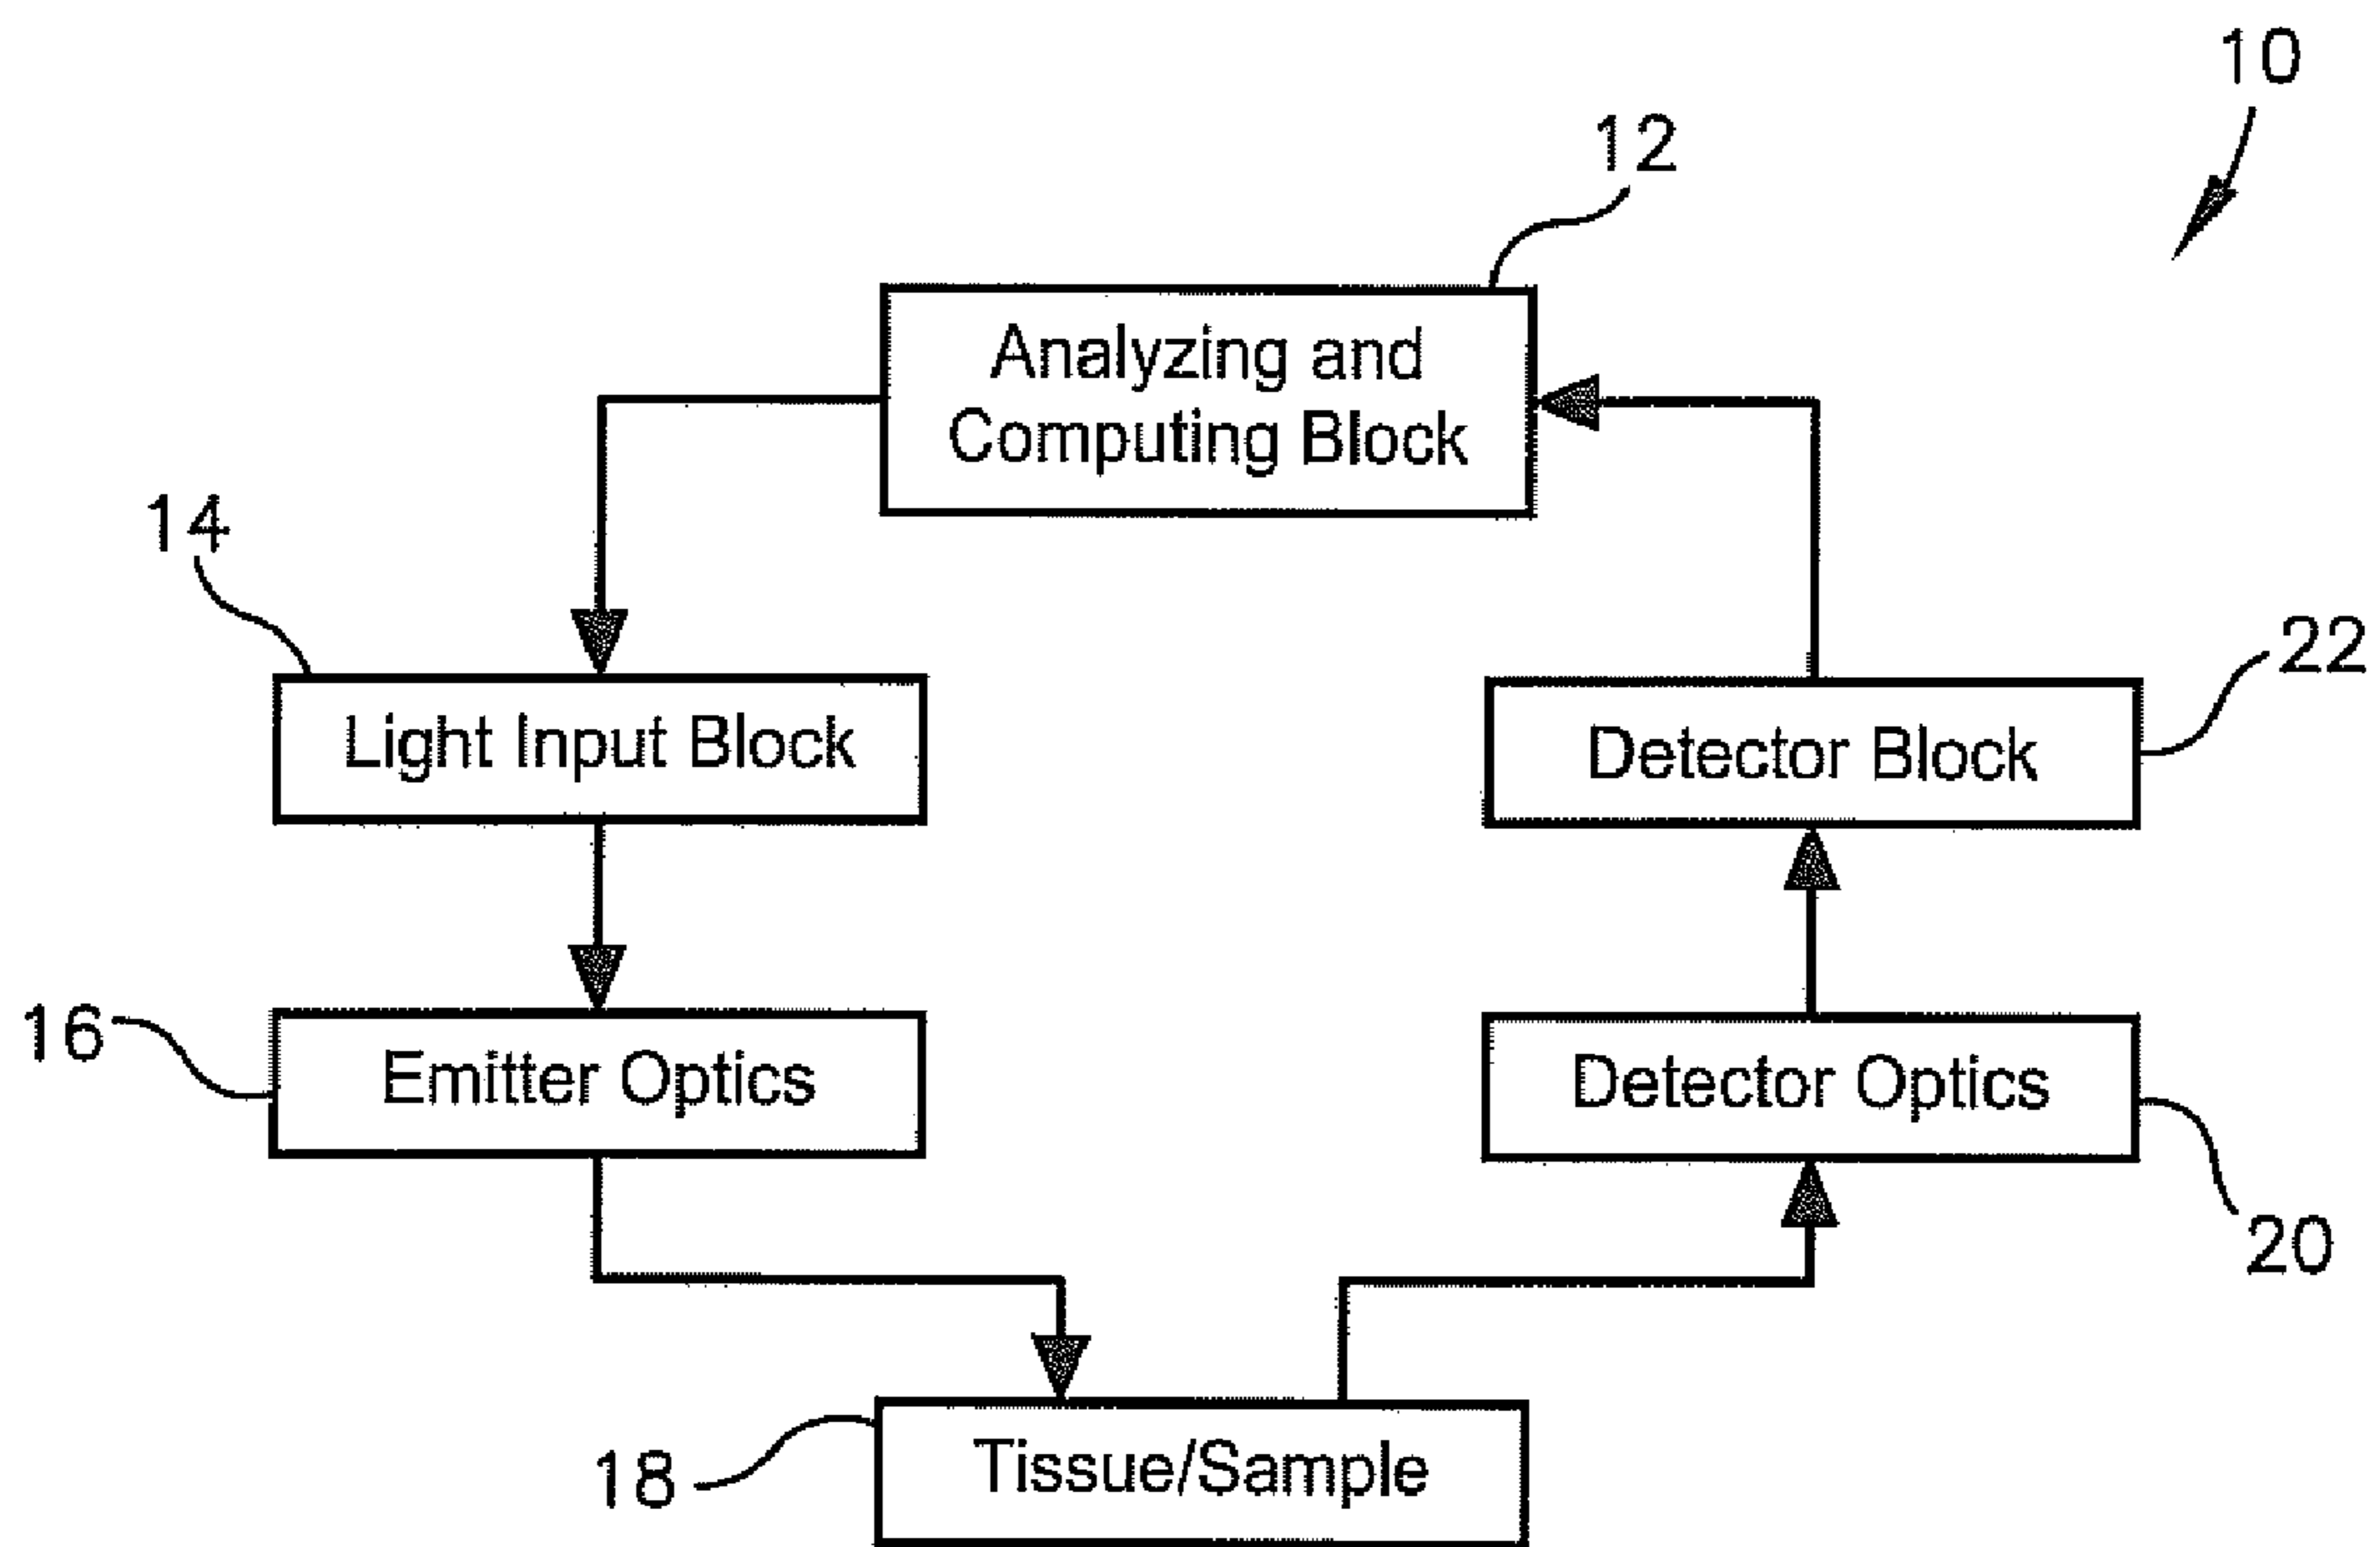 10
12
Analyzing and
Computing Block
14
Light Input Block
22
Detector Block
16
Emitter Optics
Detector Optics
20
18
Tissue/Sample